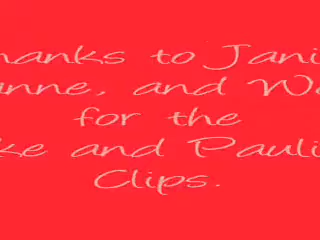 hanks to Jani
anne, and Wa
for the
ke and Pauli
Clips.